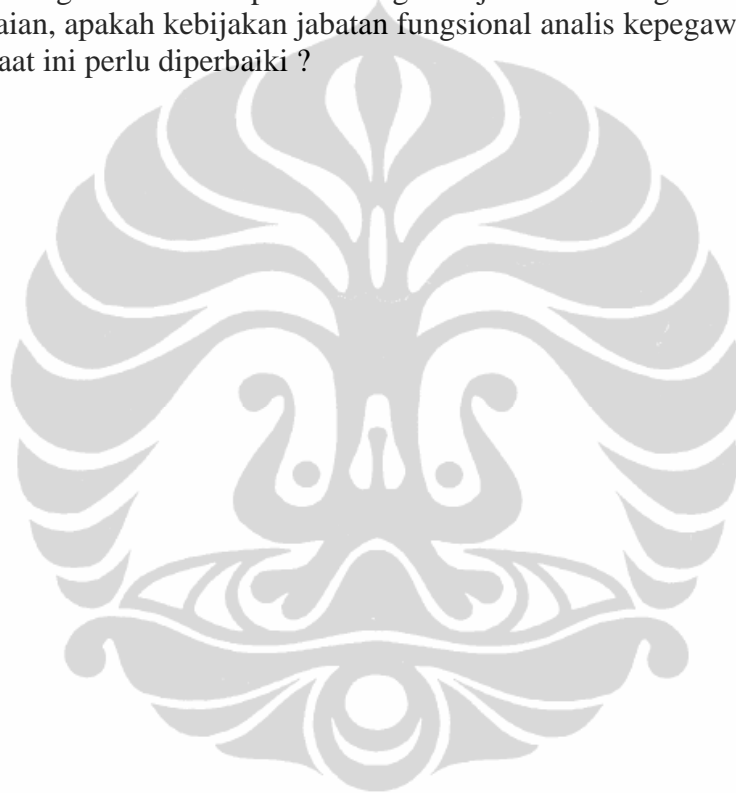 aian, apakah kebijakan jabatan fungsional analis kepegaw
aat ini perlu diperbaiki ?